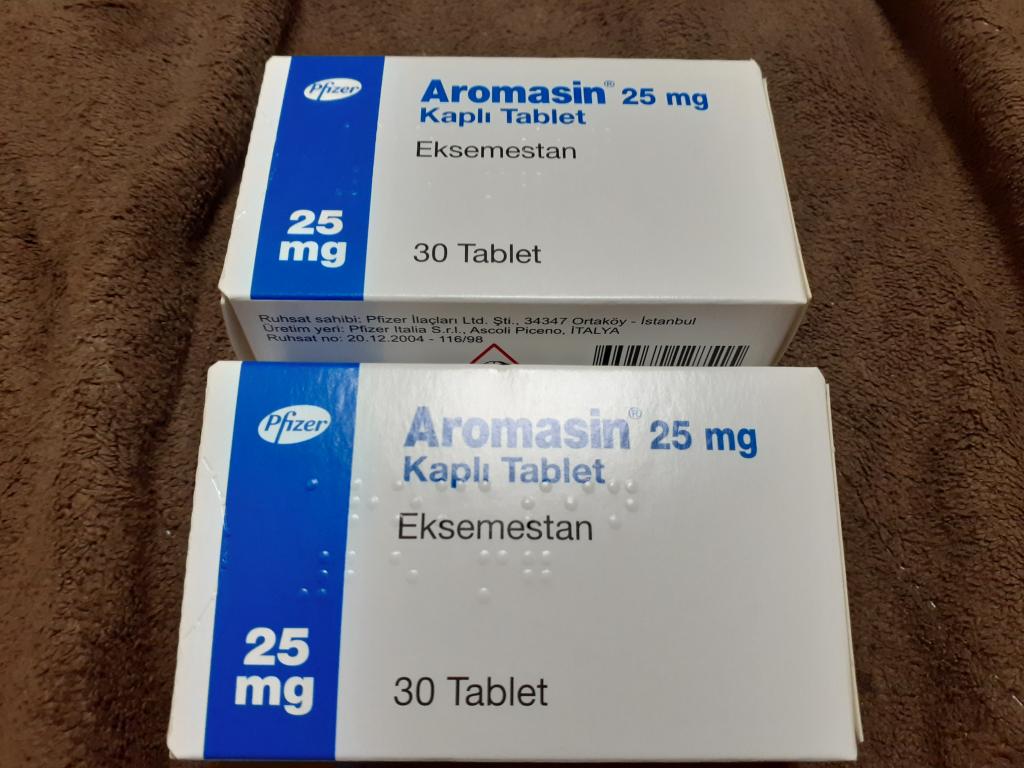 Pfizer
Aromasin® 25 mg
Kaplı Tablet
Eksemestan
25
mg
30 Tablet
Ruhsat sahibi: Pfizer İlaçları Ltd. Şti., 34347 Ortaköy - İstanbul
Üretim yeri: Pfizer Italia S.r.l., Ascoli Piceno, İTALYA
Ruhsat no: 20.12.2004 - 116/98
Pfizer
Aromasin® 25 mg
Kaplı Tablet
Eksemestan
25
mg
30 Tablet